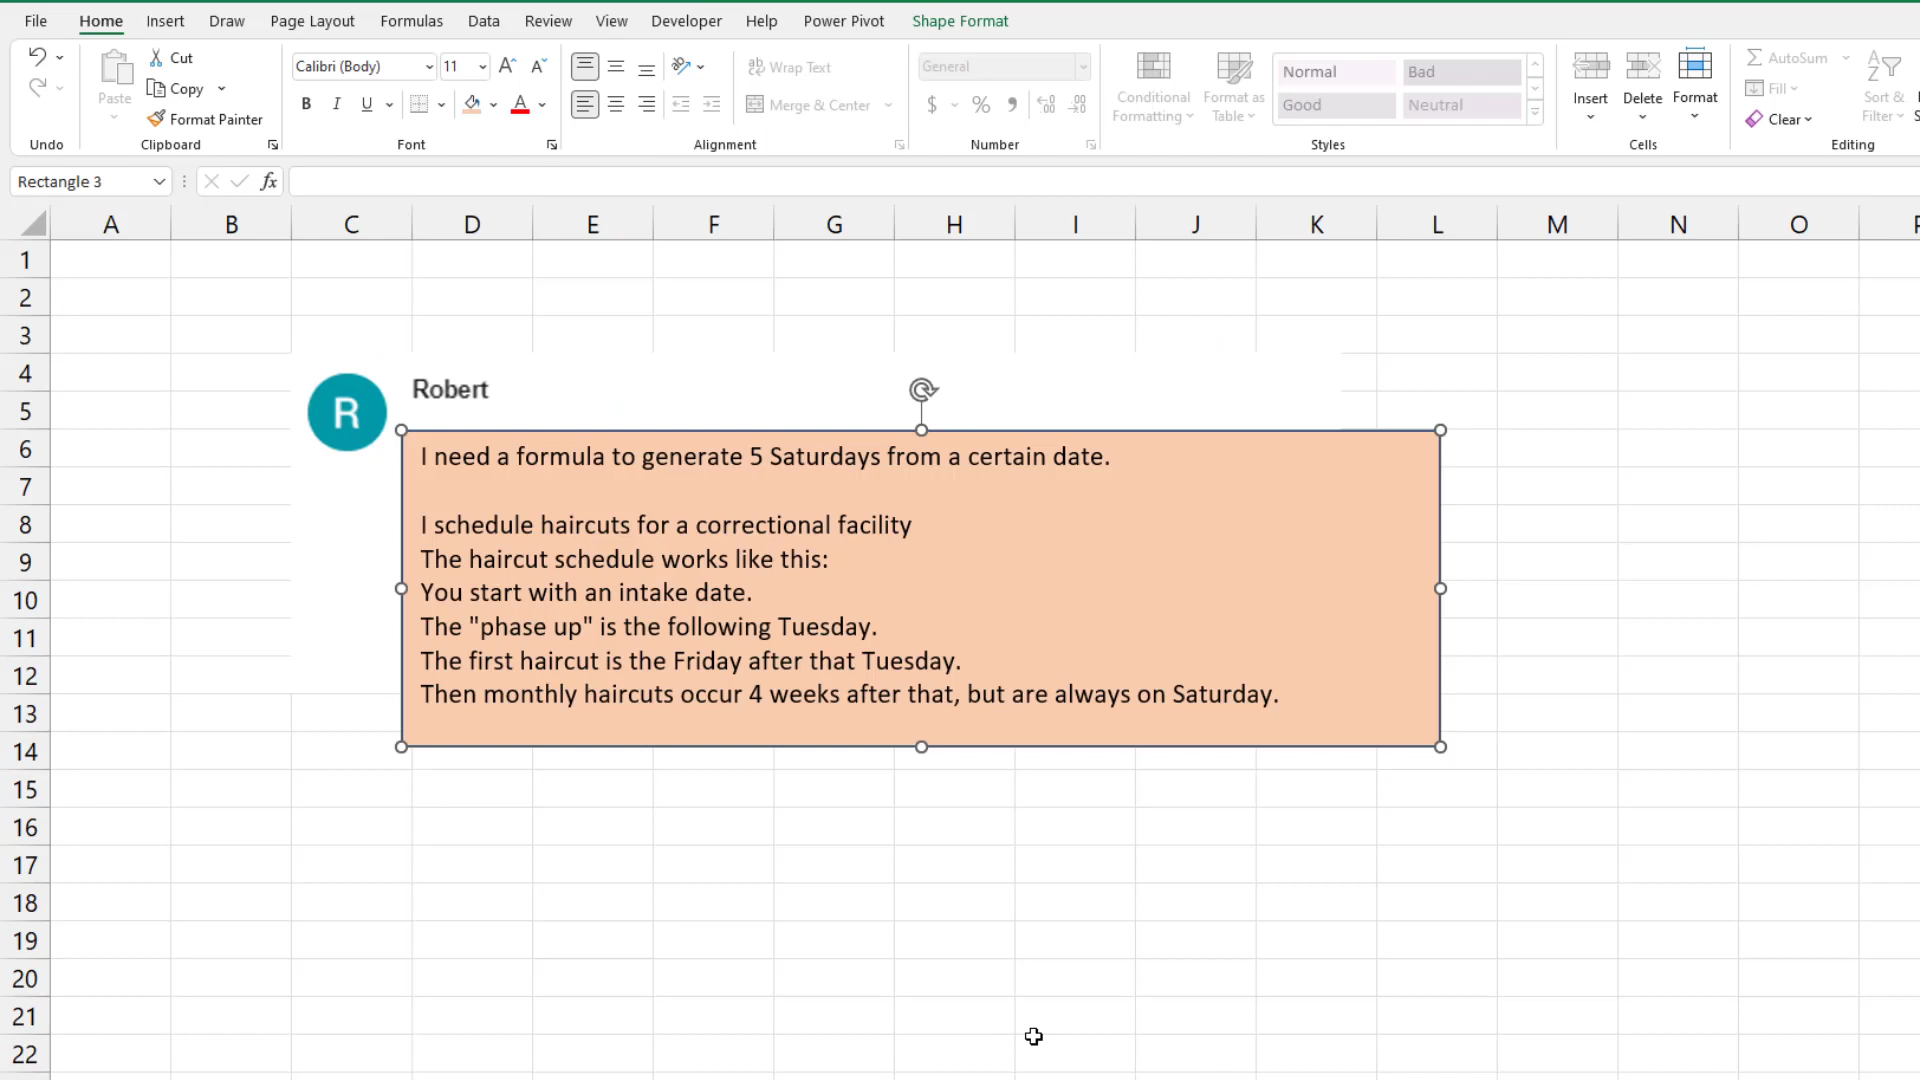 File Home Insert Draw Page Layout Formulas Data Review View Developer Help Power Pivot Shape Format
Cut
Copy
Format Painter
Paste
Undo
Clipboard
Calibri (Body) 11
B I U
Font
Wrap Text
Merge & Center
Alignment
General
$ %
Number
Conditional Formatting
Format as Table
Normal Bad
Good Neutral
Styles
Insert Delete Format
Cells
AutoSum
Fill
Clear
Sort & Filter
Editing
Rectangle 3
fx
A B C D E F G H I J K L M N O
1
2
3
4
5
6
7
8
9
10
11
12
13
14
15
16
17
18
19
20
21
22
R
Robert
I need a formula to generate 5 Saturdays from a certain date.
I schedule haircuts for a correctional facility
The haircut schedule works like this:
You start with an intake date.
The "phase up" is the following Tuesday.
The first haircut is the Friday after that Tuesday.
Then monthly haircuts occur 4 weeks after that, but are always on Saturday.